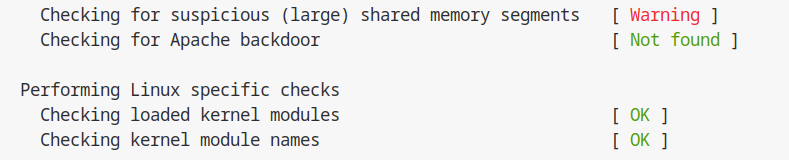 Checking for suspicious (large) shared memory segments [ Warning ]
Checking for Apache backdoor [ Not found ]
Performing Linux specific checks
Checking loaded kernel modules [ OK ]
Checking kernel module names [ OK ]